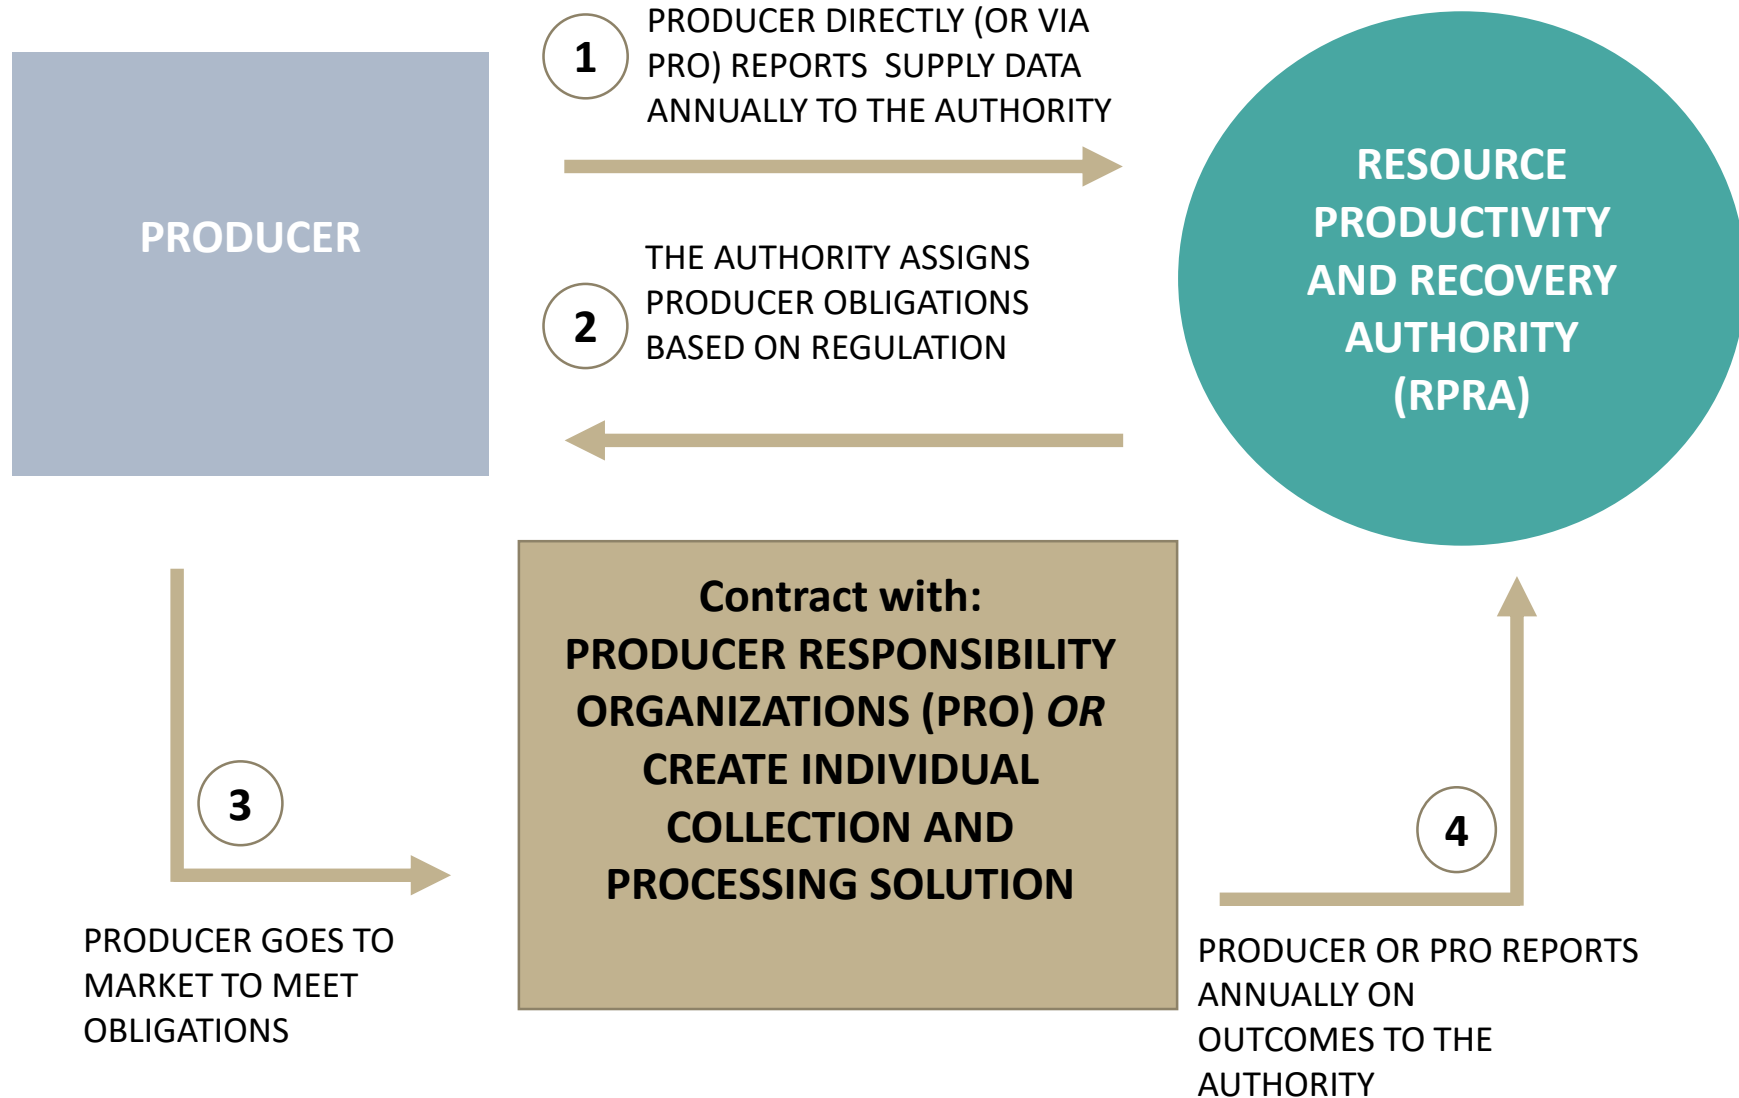 1
PRODUCER DIRECTLY (OR VIA
PRO) REPORTS SUPPLY DATA
ANNUALLY TO THE AUTHORITY
PRODUCER
RESOURCE
PRODUCTIVITY
AND RECOVERY
AUTHORITY
(RPRA)
2
THE AUTHORITY ASSIGNS
PRODUCER OBLIGATIONS
BASED ON REGULATION
Contract with:
PRODUCER RESPONSIBILITY
ORGANIZATIONS (PRO) OR
CREATE INDIVIDUAL
COLLECTION AND
PROCESSING SOLUTION
3
PRODUCER GOES TO
MARKET TO MEET
OBLIGATIONS
4
PRODUCER OR PRO REPORTS
ANNUALLY ON
OUTCOMES TO THE
AUTHORITY